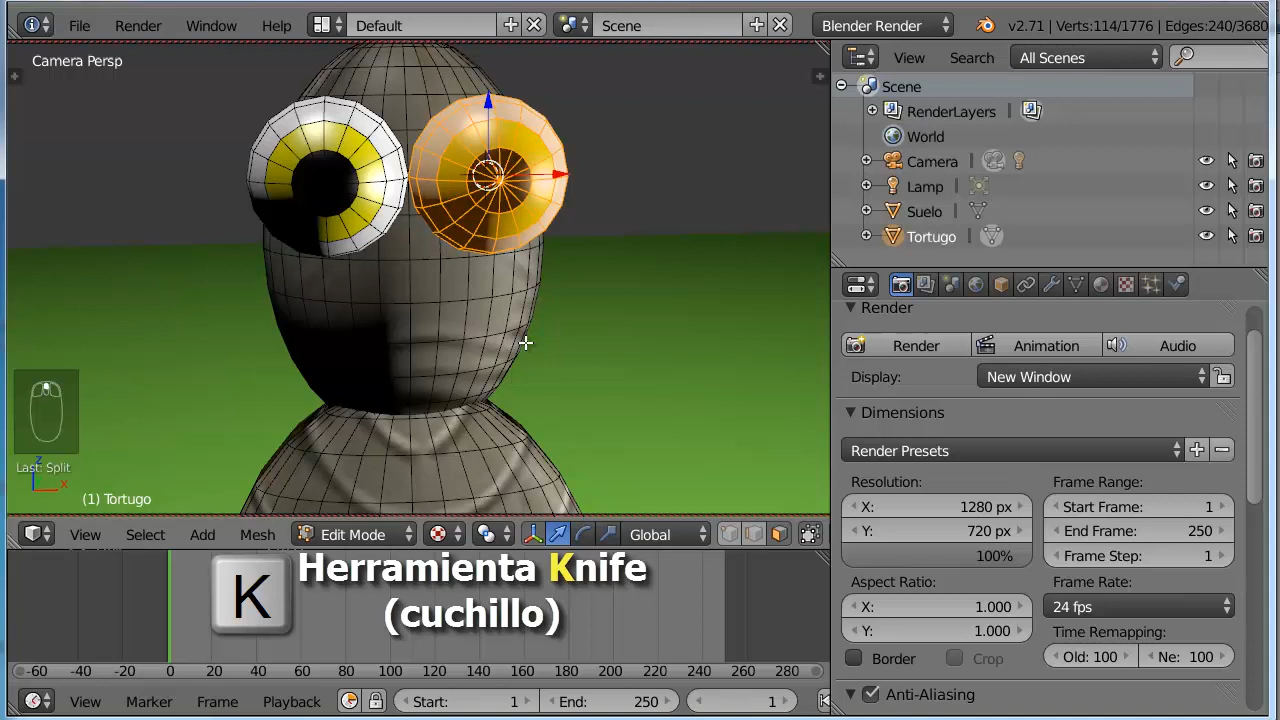 File Render Window Help Default Scene Blender Render v2.71 | Verts:114/1776 | Edges:240/3680
Camera Persp
View Search All Scenes
Scene
RenderLayers
World
Camera
Lamp
Suelo
Tortugo
Render
Render Animation Audio
Display: New Window
Dimensions
Render Presets
Resolution: Frame Range:
X: 1280 px Start Frame: 1
Y: 720 px End Frame: 250
100% Frame Step: 1
Aspect Ratio: Frame Rate:
X: 1.000 24 fps
Y: 1.000 Time Remapping:
Border Crop Old: 100 Ne: 100
Anti-Aliasing
Last: Split
z
x
(1) Tortugo
View Select Add Mesh Edit Mode Global
K
Herramienta Knife
(cuchillo)
-60 -40 -20 0 20 40 60 80 100 120 140 160 180 200 220 240 260 280
View Marker Frame Playback Start: 1 End: 250 1